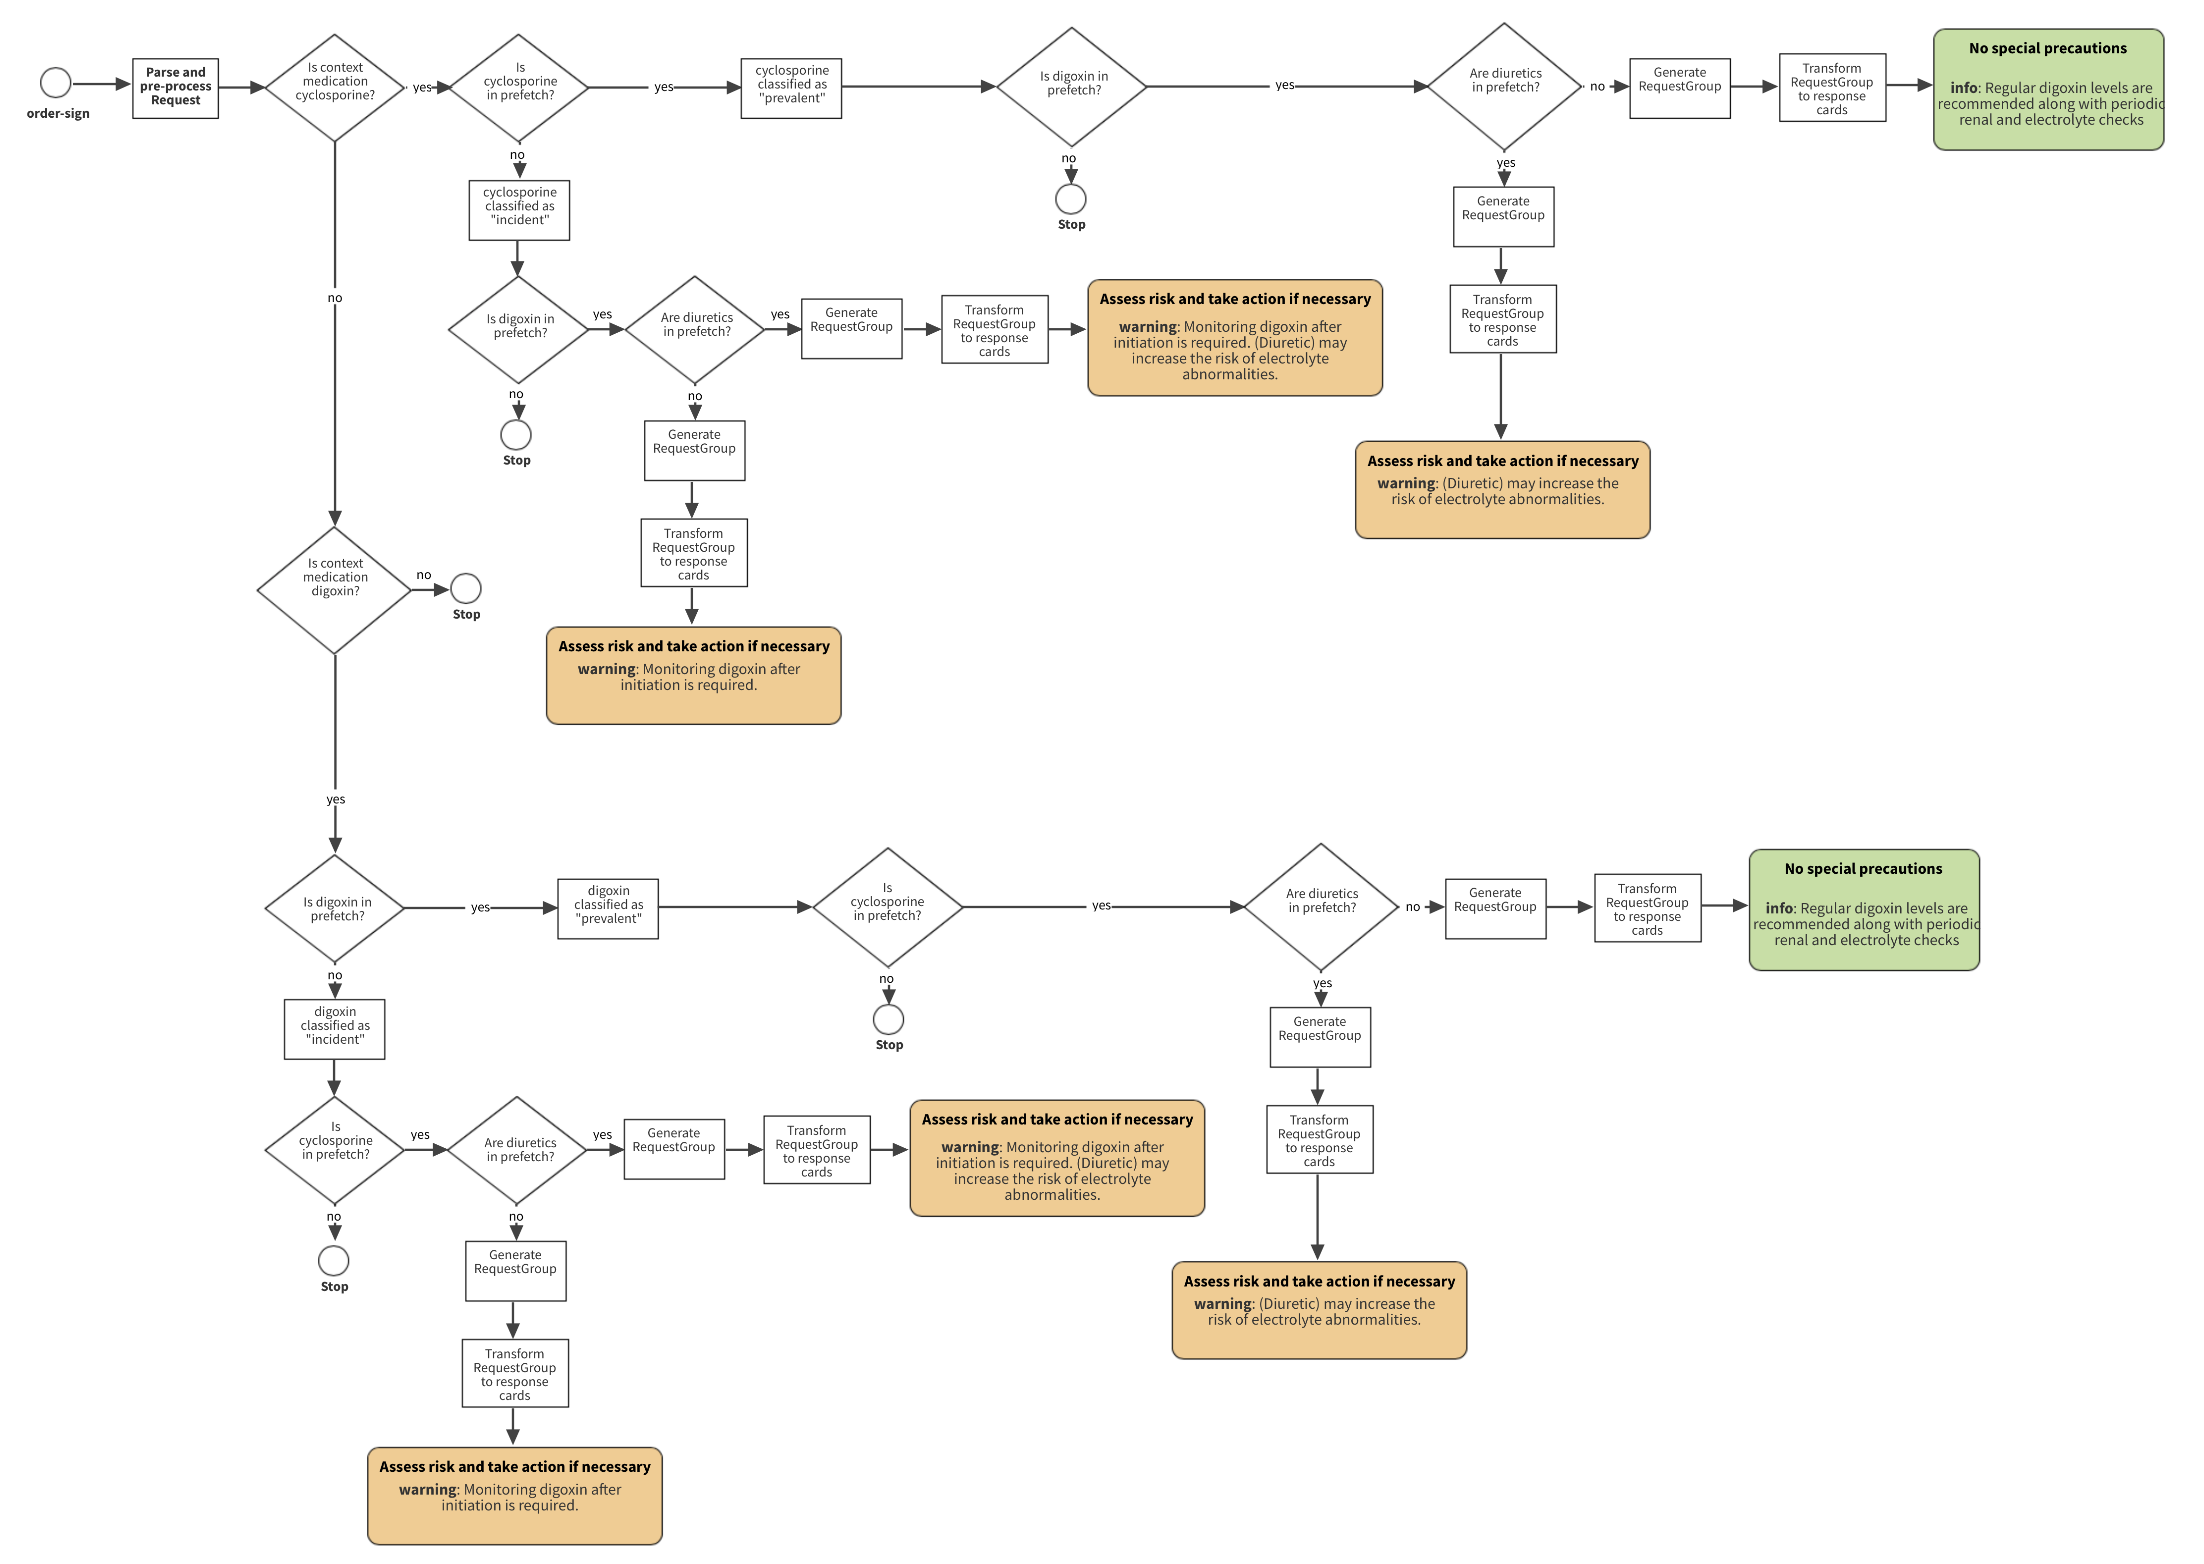 order-sign
Parse and
pre-process
Request
Is context
medication
cyclosporine?
yes
Is
cyclosporine
in prefetch?
yes
cyclosporine
classified as
"prevalent"
Is digoxin in
prefetch?
yes
Are diuretics
in prefetch?
no
Generate
RequestGroup
Transform
RequestGroup
to response
cards
No special precautions
info: Regular digoxin levels are
recommended along with periodic
renal and electrolyte checks
no
cyclosporine
classified as
"incident"
no
Stop
yes
Generate
RequestGroup
Transform
RequestGroup
to response
cards
Assess risk and take action if necessary
warning: (Diuretic) may increase the
risk of electrolyte abnormalities.
no
Is digoxin in
prefetch?
yes
Are diuretics
in prefetch?
yes
Generate
RequestGroup
Transform
RequestGroup
to response
cards
Assess risk and take action if necessary
warning: Monitoring digoxin after
initiation is required. (Diuretic) may
increase the risk of electrolyte
abnormalities.
no
Stop
no
Generate
RequestGroup
Transform
RequestGroup
to response
cards
Assess risk and take action if necessary
warning: Monitoring digoxin after
initiation is required.
Is context
medication
digoxin?
no
Stop
yes
Is digoxin in
prefetch?
yes
digoxin
classified as
"prevalent"
Is
cyclosporine
in prefetch?
yes
Are diuretics
in prefetch?
no
Generate
RequestGroup
Transform
RequestGroup
to response
cards
No special precautions
info: Regular digoxin levels are
recommended along with periodic
renal and electrolyte checks
no
digoxin
classified as
"incident"
no
Stop
yes
Generate
RequestGroup
Transform
RequestGroup
to response
cards
Assess risk and take action if necessary
warning: (Diuretic) may increase the
risk of electrolyte abnormalities.
Is
cyclosporine
in prefetch?
yes
Are diuretics
in prefetch?
yes
Generate
RequestGroup
Transform
RequestGroup
to response
cards
Assess risk and take action if necessary
warning: Monitoring digoxin after
initiation is required. (Diuretic) may
increase the risk of electrolyte
abnormalities.
no
Stop
no
Generate
RequestGroup
Transform
RequestGroup
to response
cards
Assess risk and take action if necessary
warning: Monitoring digoxin after
initiation is required.